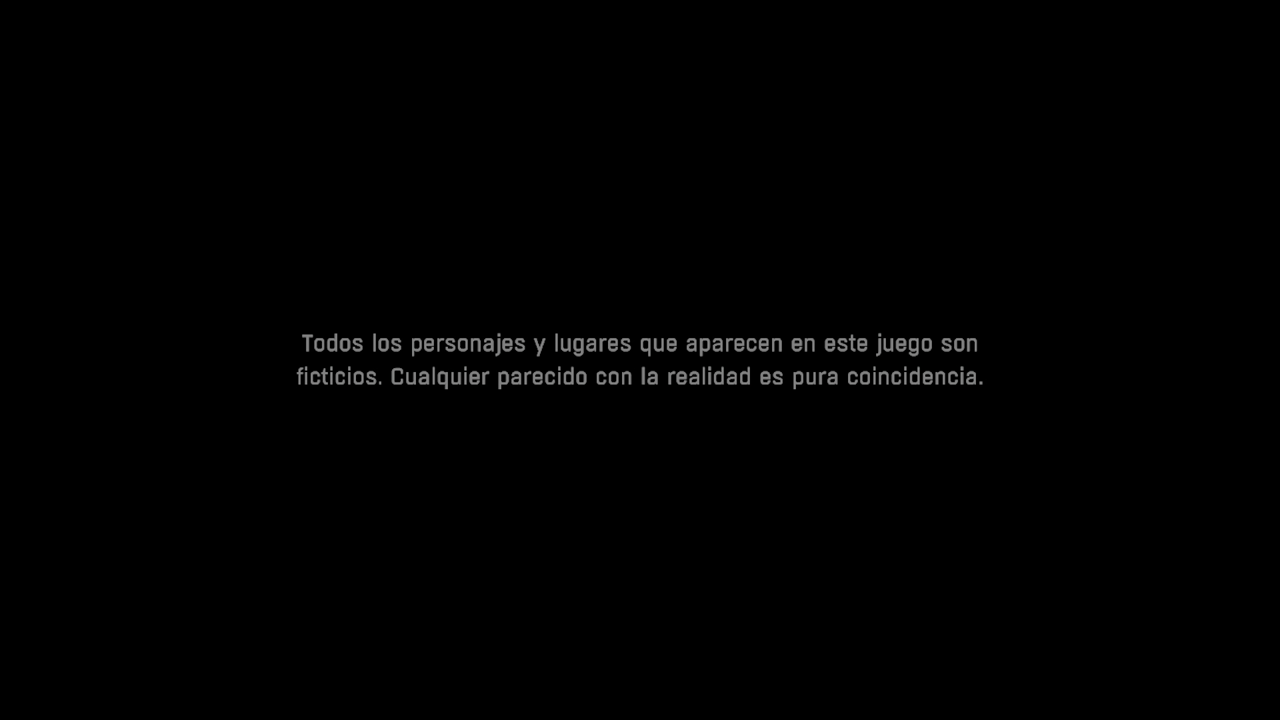 Todos los personajes y lugares que aparecen en este juego son
ficticios. Cualquier parecido con la realidad es pura coincidencia.